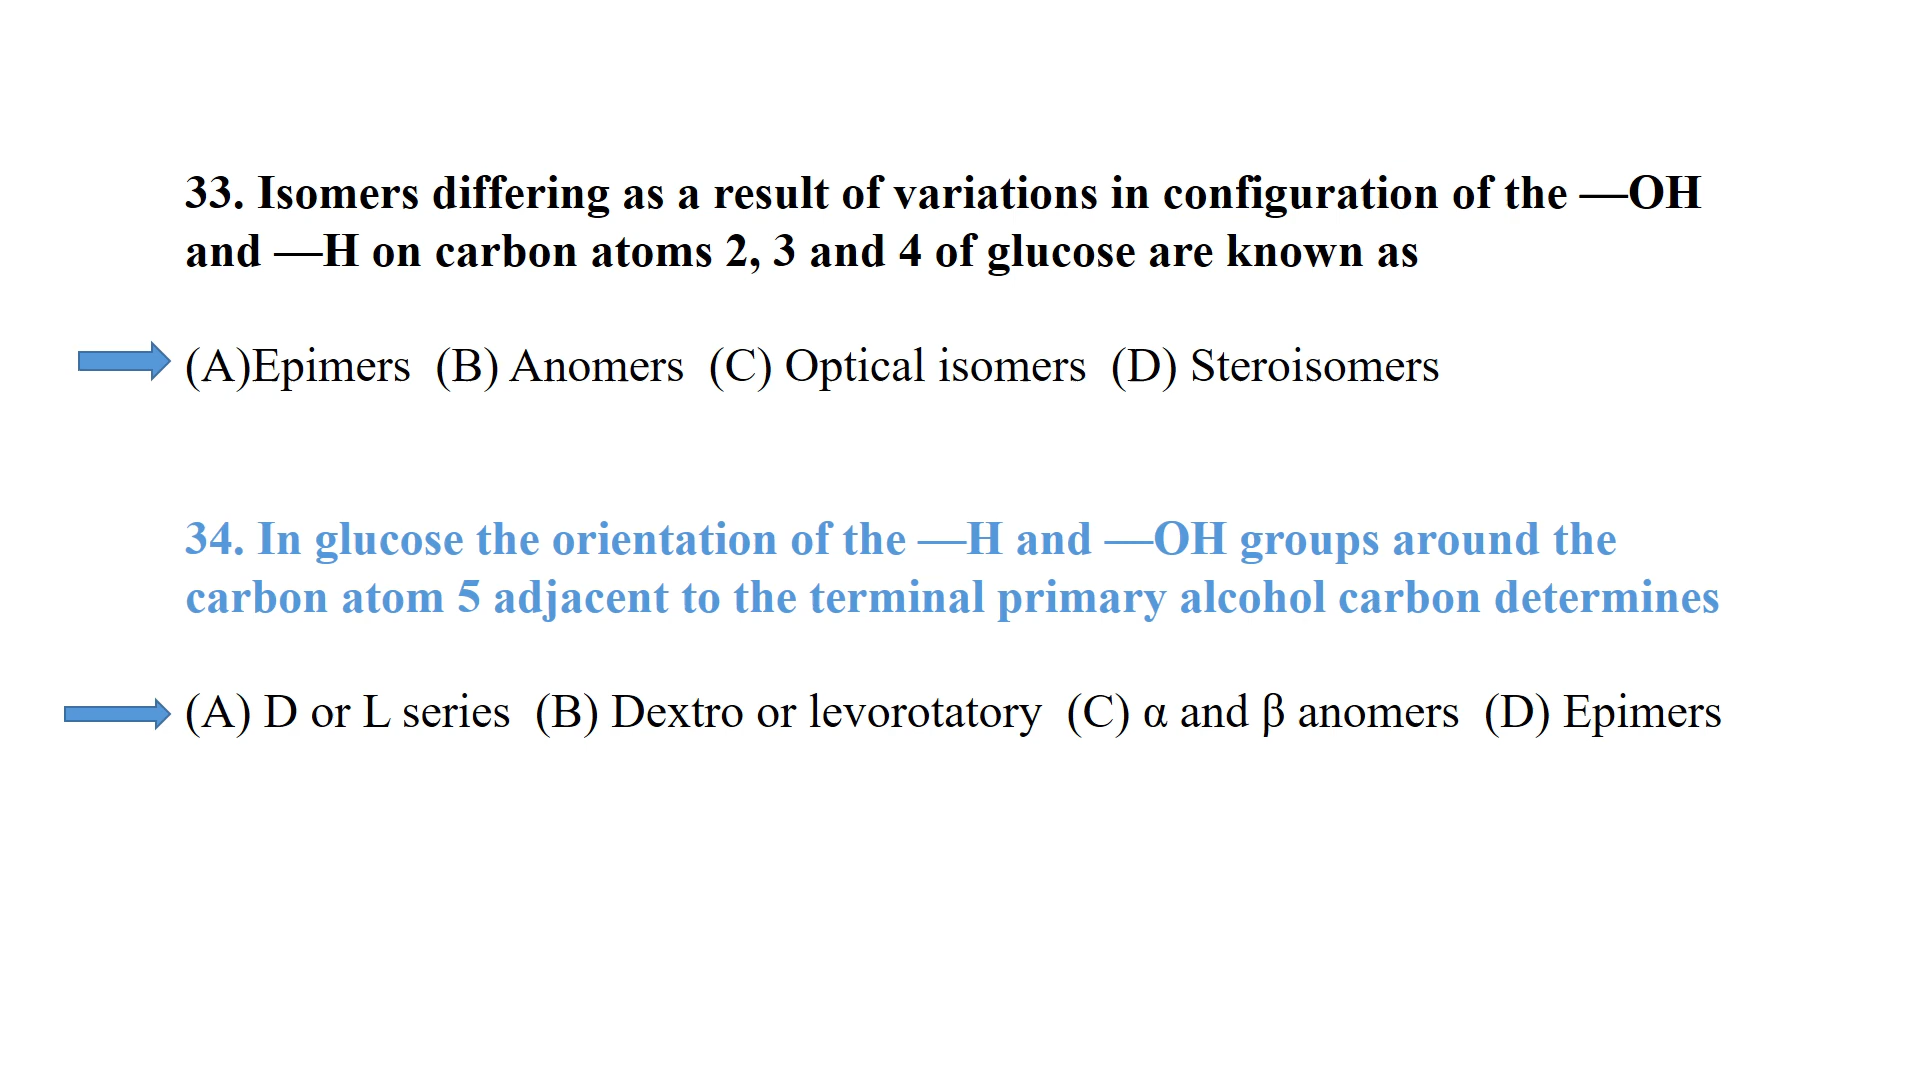 33. Isomers differing as a result of variations in configuration of the —OH
and —H on carbon atoms 2, 3 and 4 of glucose are known as
(A)Epimers (B) Anomers (C) Optical isomers (D) Steroisomers
34. In glucose the orientation of the —H and —OH groups around the
carbon atom 5 adjacent to the terminal primary alcohol carbon determines
(A) D or L series (B) Dextro or levorotatory (C) α and β anomers (D) Epimers